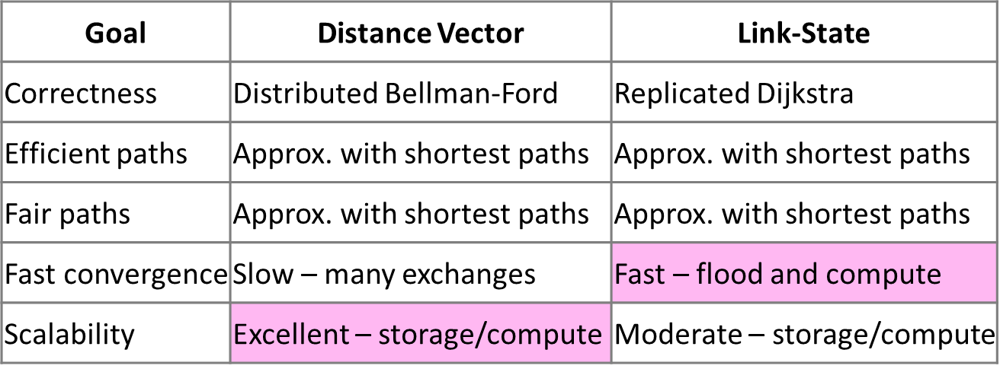 Goal Distance Vector Link-State
Correctness Distributed Bellman-Ford Replicated Dijkstra
Efficient paths Approx. with shortest paths Approx. with shortest paths
Fair paths Approx. with shortest paths Approx. with shortest paths
Fast convergence Slow – many exchanges Fast – flood and compute
Scalability Excellent – storage/compute Moderate – storage/compute